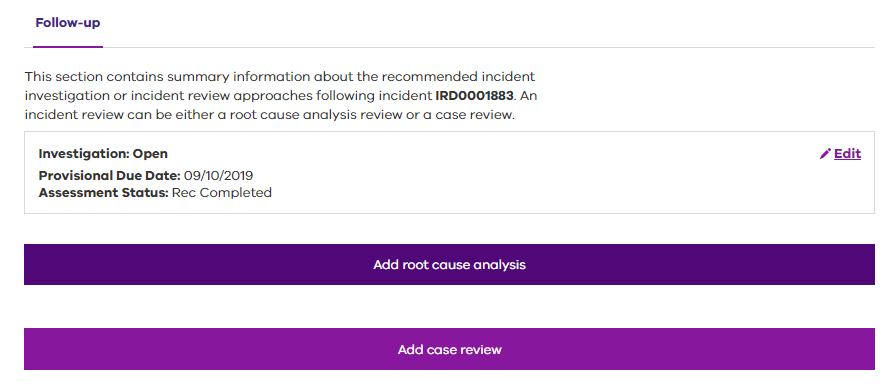 Follow-up
This section contains summary information about the recommended incident
investigation or incident review approaches following incident IRD0001883. An
incident review can be either a root cause analysis review or a case review.
Investigation: Open
Edit
Provisional Due Date: 09/10/2019
Assessment Status: Rec Completed
Add root cause analysis
Add case review